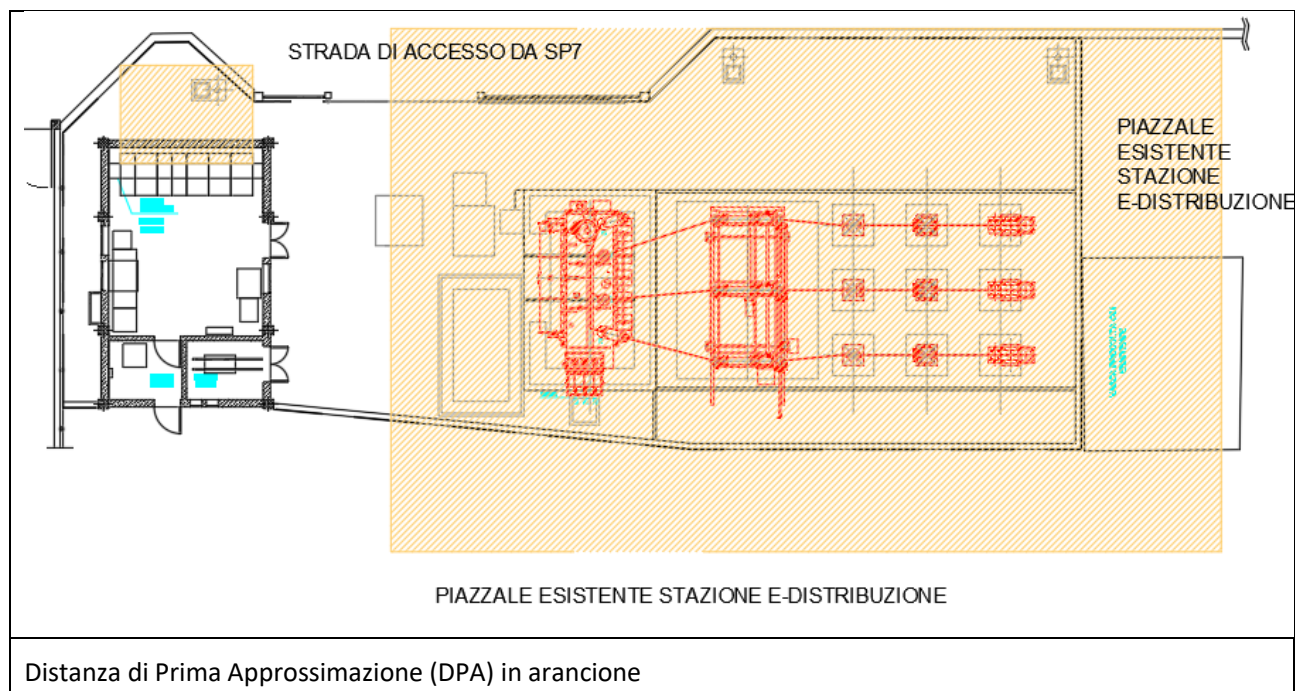 STRADA DI ACCESSO DA SP7
PIAZZALE
ESISTENTE
STAZIONE
E-DISTRIBUZIONE
PIAZZALE ESISTENTE STAZIONE E-DISTRIBUZIONE
Distanza di Prima Approssimazione (DPA) in arancione